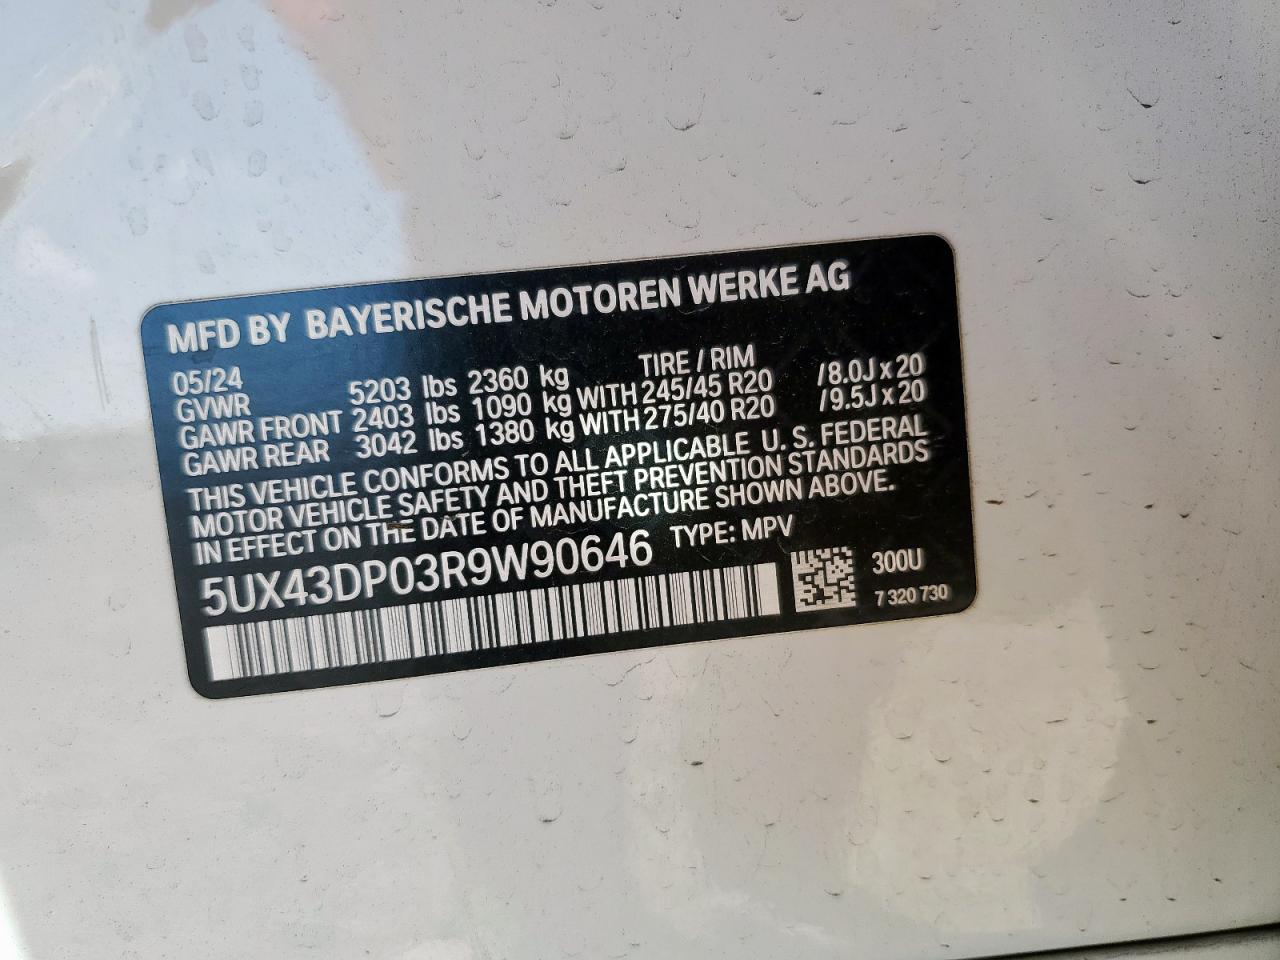 MFD BY BAYERISCHE MOTOREN WERKE AG
05/24 TIRE / RIM
GVWR 5203 lbs 2360 kg
GAWR FRONT 2403 lbs 1090 kg WITH 245/45 R20 /8.0J x 20
GAWR REAR 3042 lbs 1380 kg WITH 275/40 R20 /9.5J x 20
THIS VEHICLE CONFORMS TO ALL APPLICABLE U. S. FEDERAL
MOTOR VEHICLE SAFETY AND THEFT PREVENTION STANDARDS
IN EFFECT ON THE DATE OF MANUFACTURE SHOWN ABOVE.
5UX43DP03R9W90646 TYPE: MPV
300U
7 320 730